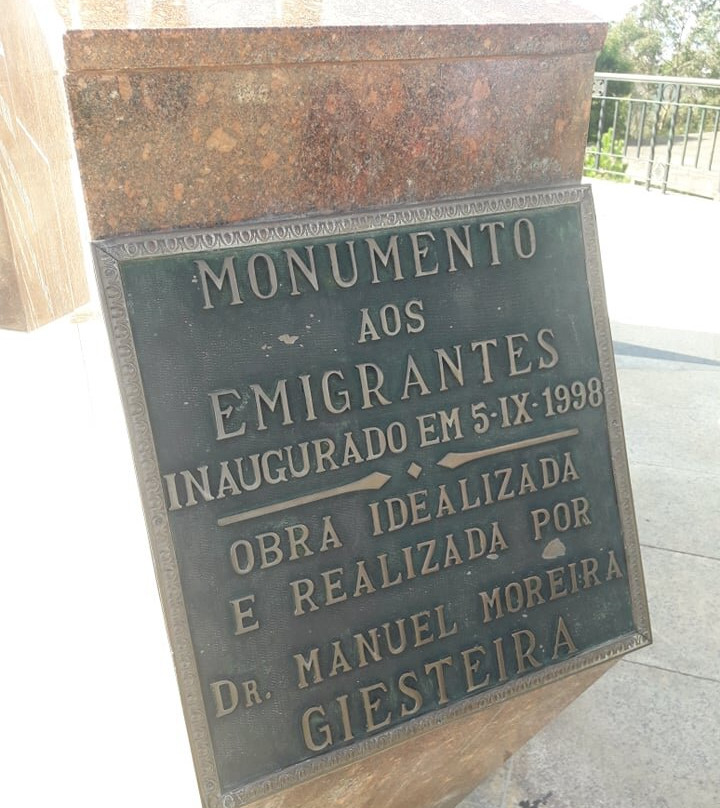 MONUMENTO
AOS
EMIGRANTES
INAUGURADO EM 5-IX-1998
OBRA IDEALIZADA
E REALIZADA POR
DR. MANUEL MOREIRA
GIESTEIRA